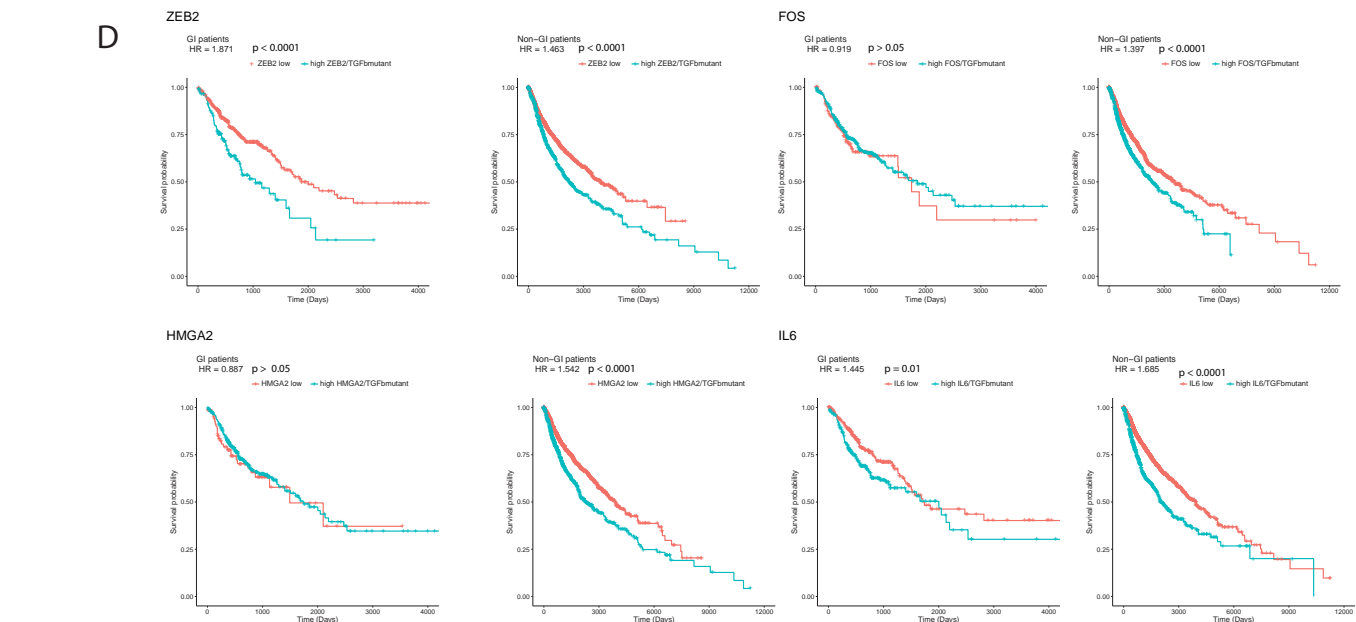 D
ZEB2
GI patients
HR = 1.871 p < 0.0001
ZEB2 low high ZEB2/TGFbmutant
1.00
0.75
0.50
0.25
0.00
Survival probability
0 1000 2000 3000 4000
Time (Days)
Non−GI patients
HR = 1.463 p < 0.0001
ZEB2 low high ZEB2/TGFbmutant
1.00
0.75
0.50
0.25
0.00
Survival probability
0 3000 6000 9000 12000
Time (Days)
FOS
GI patients
HR = 0.919 p > 0.05
FOS low high FOS/TGFbmutant
1.00
0.75
0.50
0.25
0.00
Survival probability
0 1000 2000 3000 4000
Time (Days)
Non−GI patients
HR = 1.397 p < 0.0001
FOS low high FOS/TGFbmutant
1.00
0.75
0.50
0.25
0.00
Survival probability
0 3000 6000 9000 12000
Time (Days)
HMGA2
GI patients
HR = 0.887 p > 0.05
HMGA2 low high HMGA2/TGFbmutant
1.00
0.75
0.50
0.25
0.00
Survival probability
0 1000 2000 3000 4000
Time (Days)
Non−GI patients
HR = 1.542 p < 0.0001
HMGA2 low high HMGA2/TGFbmutant
1.00
0.75
0.50
0.25
0.00
Survival probability
0 3000 6000 9000 12000
Time (Days)
IL6
GI patients
HR = 1.445 p = 0.01
IL6 low high IL6/TGFbmutant
1.00
0.75
0.50
0.25
0.00
Survival probability
0 1000 2000 3000 4000
Time (Days)
Non−GI patients
HR = 1.685 p < 0.0001
IL6 low high IL6/TGFbmutant
1.00
0.75
0.50
0.25
0.00
Survival probability
0 3000 6000 9000 12000
Time (Days)